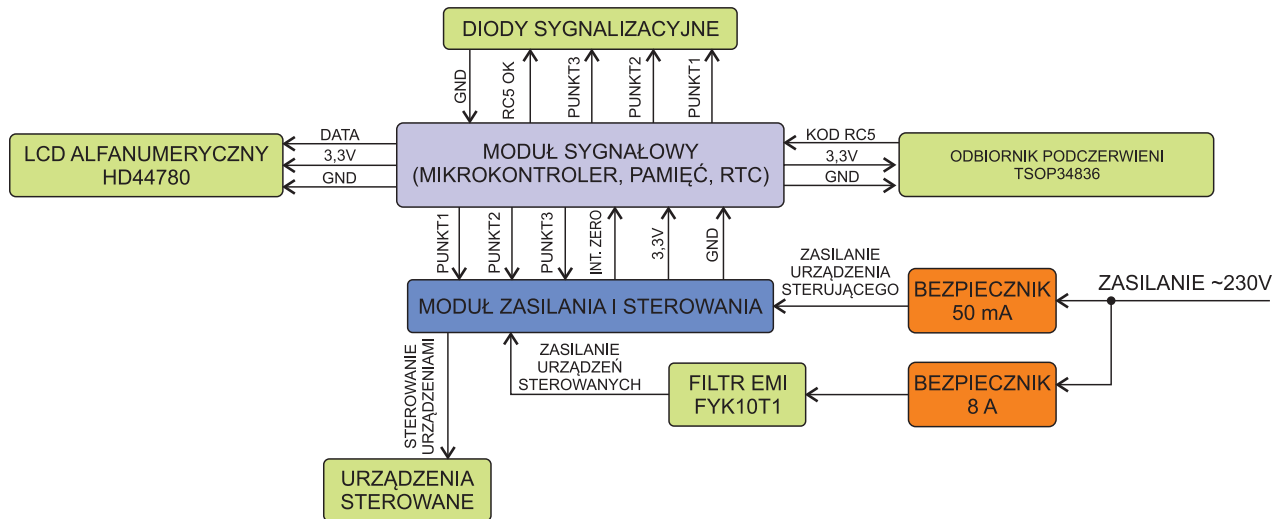 DIODY SYGNALIZACYJNE
GND
RC5 OK
PUNKT3
PUNKT2
PUNKT1
LCD ALFANUMERYCZNY
HD44780
DATA
3,3V
GND
MODUŁ SYGNAŁOWY
(MIKROKONTROLER, PAMIĘĆ, RTC)
KOD RC5
3,3V
GND
ODBIORNIK PODCZERWIENI
TSOP34836
PUNKT1
PUNKT2
PUNKT3
INT. ZERO
3,3V
GND
MODUŁ ZASILANIA I STEROWANIA
ZASILANIE
URZĄDZENIA
STERUJĄCEGO
BEZPIECZNIK
50 mA
ZASILANIE ~230V
STEROWANIE
URZĄDZENIAMI
ZASILANIE
URZĄDZEŃ
STEROWANYCH
FILTR EMI
FYK10T1
BEZPIECZNIK
8 A
URZĄDZENIA
STEROWANE